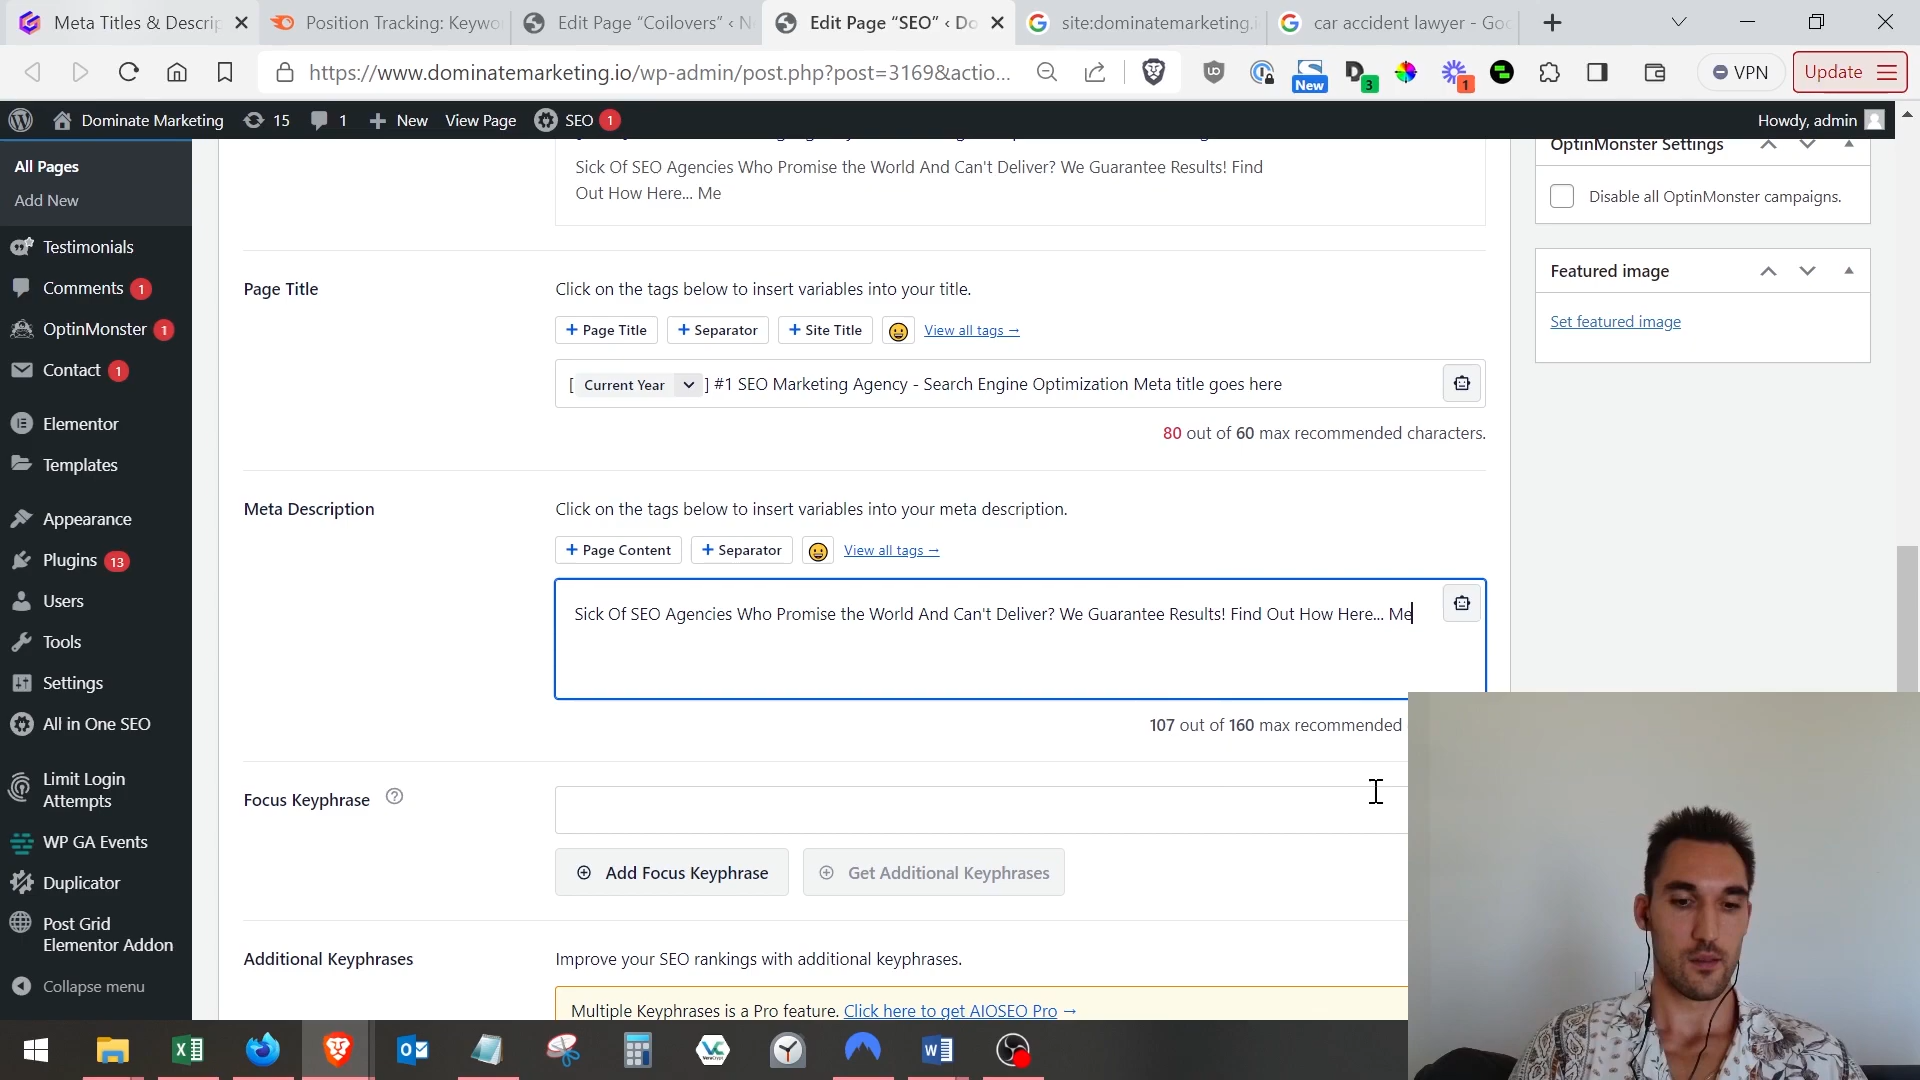 Meta Titles & Descrip
Position Tracking: Keywo
Edit Page “Coilovers” ‹ N
Edit Page “SEO” ‹ Do
site:dominatemarketing.i
car accident lawyer - Goo
https://www.dominatemarketing.io/wp-admin/post.php?post=3169&actio...
New
3
1
VPN
Update
Dominate Marketing
15
1
New
View Page
SEO
1
Howdy, admin
All Pages
Add New
Testimonials
Comments 1
OptinMonster 1
Contact 1
Elementor
Templates
Appearance
Plugins 13
Users
Tools
Settings
All in One SEO
Limit Login
Attempts
WP GA Events
Duplicator
Post Grid
Elementor Addon
Collapse menu
Sick Of SEO Agencies Who Promise the World And Can't Deliver? We Guarantee Results! Find
Out How Here... Me
Page Title
Click on the tags below to insert variables into your title.
+ Page Title
+ Separator
+ Site Title
View all tags →
[ Current Year ] #1 SEO Marketing Agency - Search Engine Optimization Meta title goes here
80 out of 60 max recommended characters.
Meta Description
Click on the tags below to insert variables into your meta description.
+ Page Content
+ Separator
View all tags →
Sick Of SEO Agencies Who Promise the World And Can't Deliver? We Guarantee Results! Find Out How Here... Me
107 out of 160 max recommended
Focus Keyphrase
Add Focus Keyphrase
Get Additional Keyphrases
Additional Keyphrases
Improve your SEO rankings with additional keyphrases.
Multiple Keyphrases is a Pro feature. Click here to get AIOSEO Pro →
OptinMonster Settings
Disable all OptinMonster campaigns.
Featured image
Set featured image